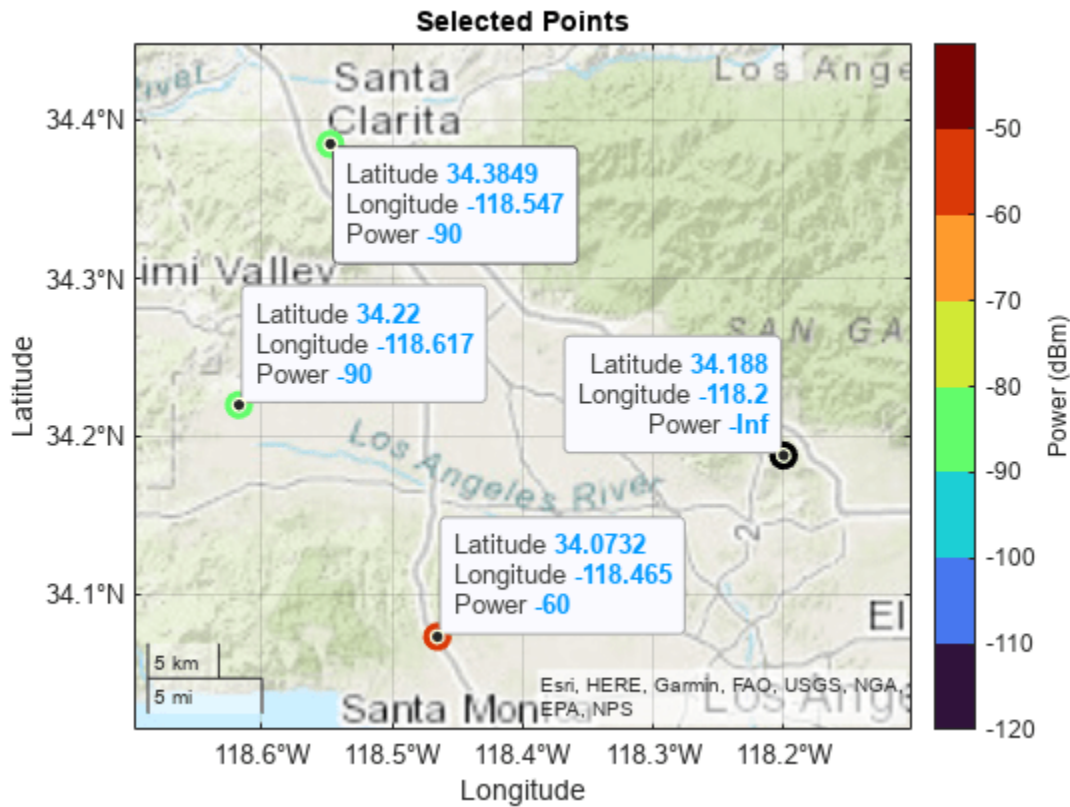 Selected Points
Santa
Clarita
Los Ange
iver
34.4°N
Latitude 34.3849
Longitude -118.547
Power -90
34.3°N
imi Valley
Latitude 34.22
Longitude -118.617
Power -90
SAN GA
Latitude 34.188
Longitude -118.2
Power -Inf
34.2°N
Los Angeles River
2
Latitude 34.0732
Longitude -118.465
Power -60
34.1°N
El
5 km
5 mi
Esri, HERE, Garmin, FAO, USGS, NGA,
EPA, NPS
Santa Mon a
Los Ange
118.6°W
118.5°W
118.4°W
118.3°W
118.2°W
Longitude
Latitude
-50
-60
-70
-80
-90
-100
-110
-120
Power (dBm)